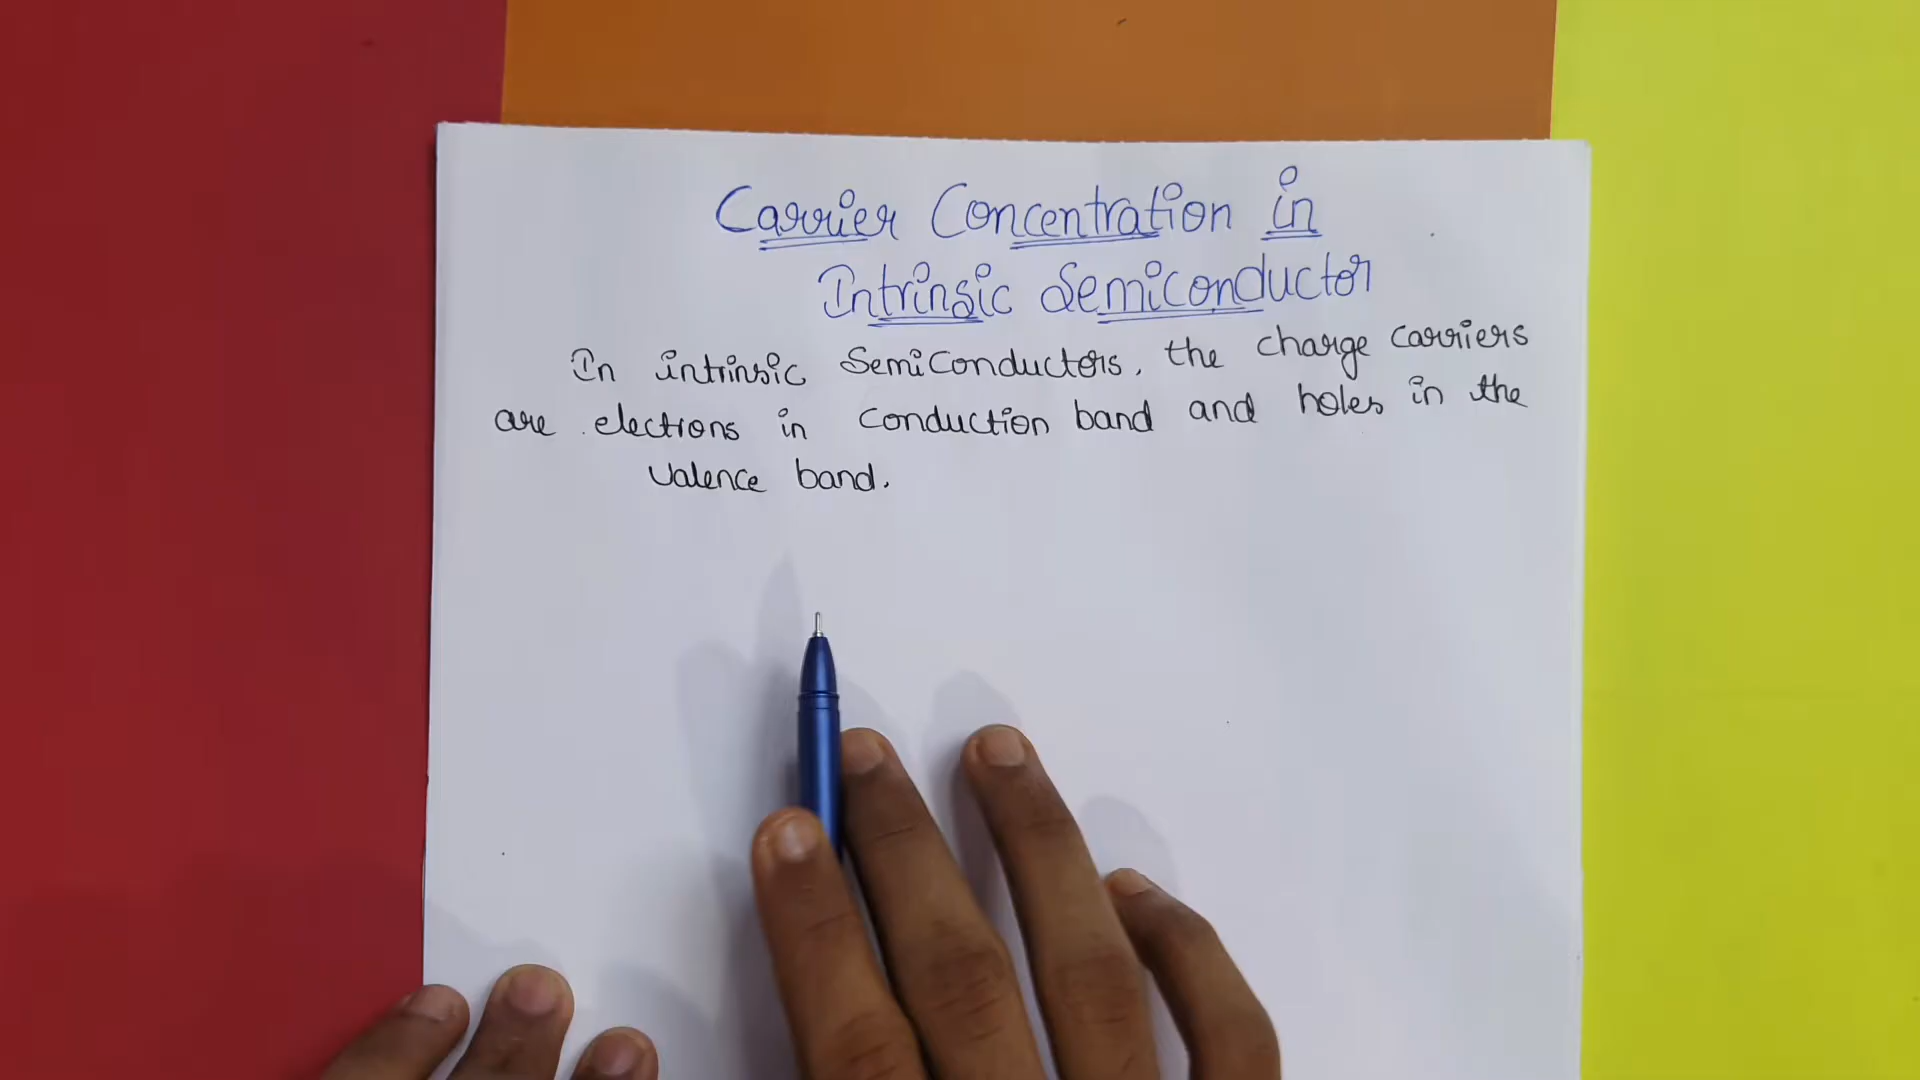 Carrier Concentration in
Intrinsic Semiconductor
In intrinsic SemiConductors, the charge carriers
are elections in conduction band and holes in the
Valence band.